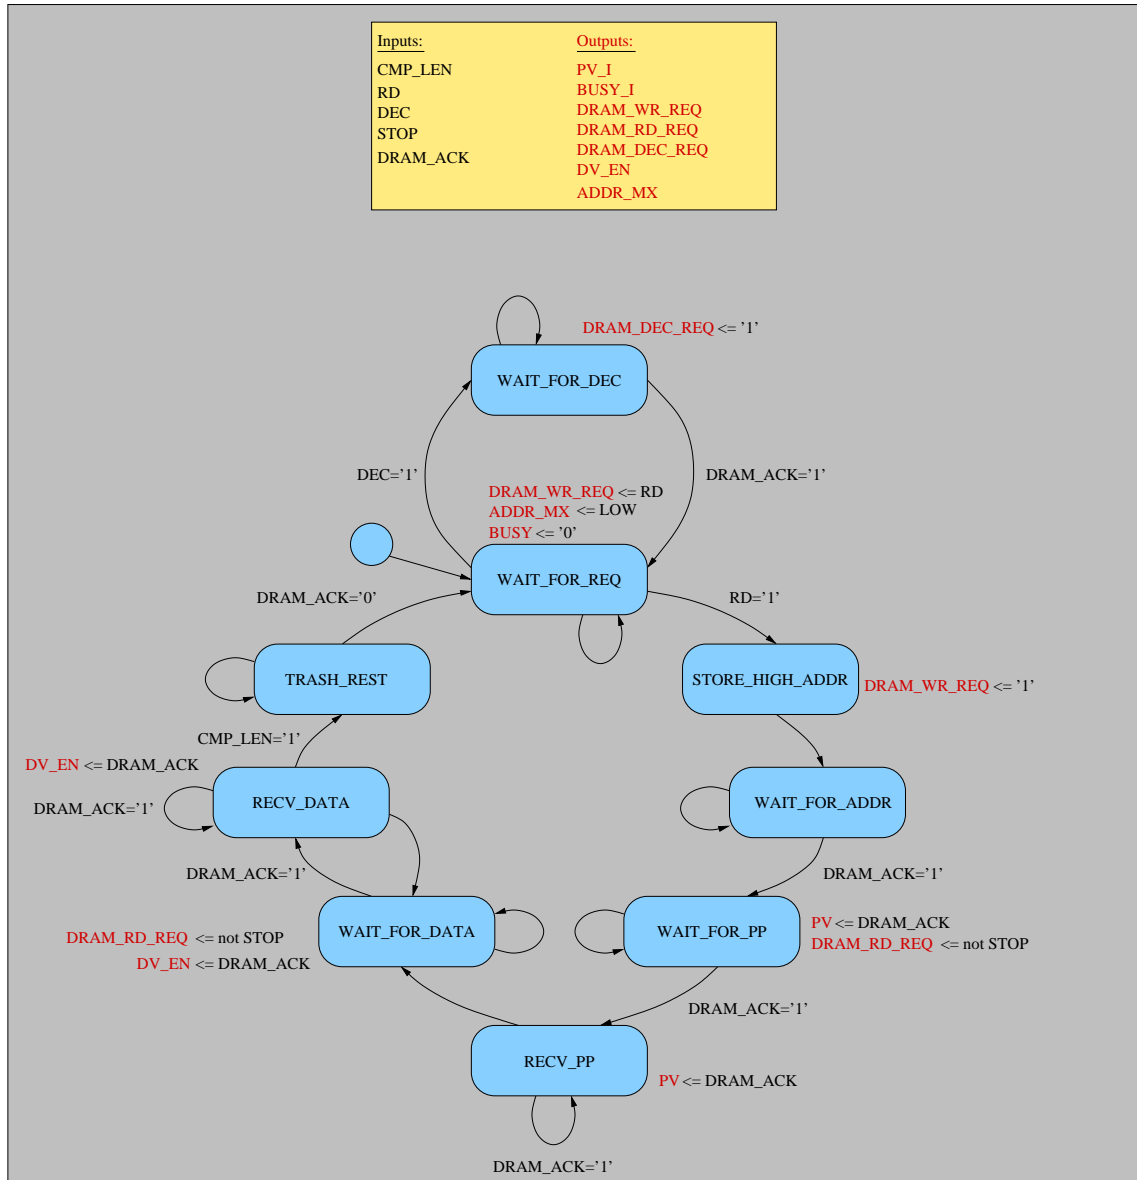 Inputs:
CMP_LEN
RD
DEC
STOP
DRAM_ACK
Outputs:
PV_I
BUSY_I
DRAM_WR_REQ
DRAM_RD_REQ
DRAM_DEC_REQ
DV_EN
ADDR_MX
DRAM_DEC_REQ <= '1'
WAIT_FOR_DEC
DEC='1'
DRAM_ACK='1'
DRAM_WR_REQ <= RD
ADDR_MX <= LOW
BUSY <= '0'
WAIT_FOR_REQ
DRAM_ACK='0'
RD='1'
TRASH_REST
STORE_HIGH_ADDR
DRAM_WR_REQ <= '1'
CMP_LEN='1'
DV_EN <= DRAM_ACK
DRAM_ACK='1'
RECV_DATA
WAIT_FOR_ADDR
DRAM_ACK='1'
DRAM_ACK='1'
DRAM_RD_REQ <= not STOP
DV_EN <= DRAM_ACK
WAIT_FOR_DATA
WAIT_FOR_PP
PV <= DRAM_ACK
DRAM_RD_REQ <= not STOP
DRAM_ACK='1'
RECV_PP
PV <= DRAM_ACK
DRAM_ACK='1'